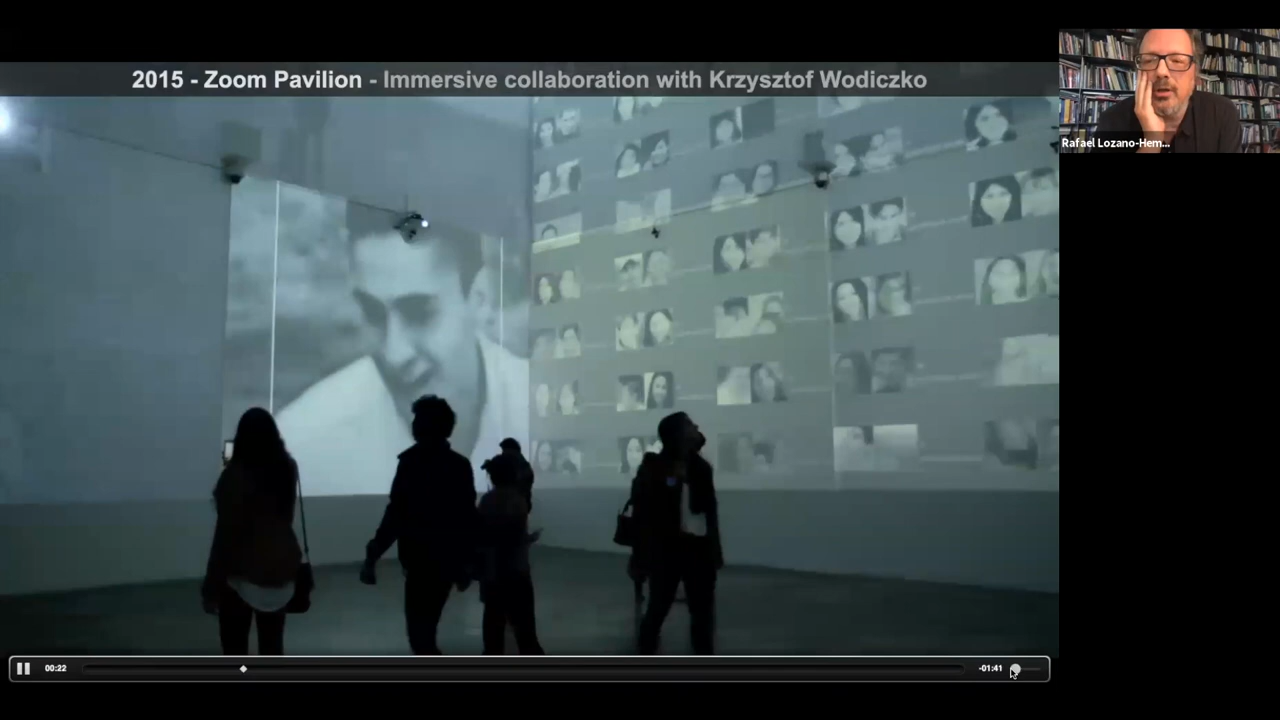 2015 - Zoom Pavilion - Immersive collaboration with Krzysztof Wodiczko
Rafael Lozano-Hem...
00:22
-01:41